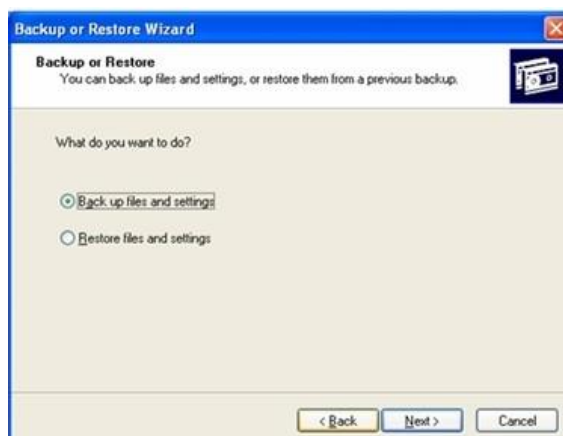 Backup or Restore Wizard
Backup or Restore
You can back up files and settings, or restore them from a previous backup.
What do you want to do?
Back up files and settings
Restore files and settings
< Back Next > Cancel